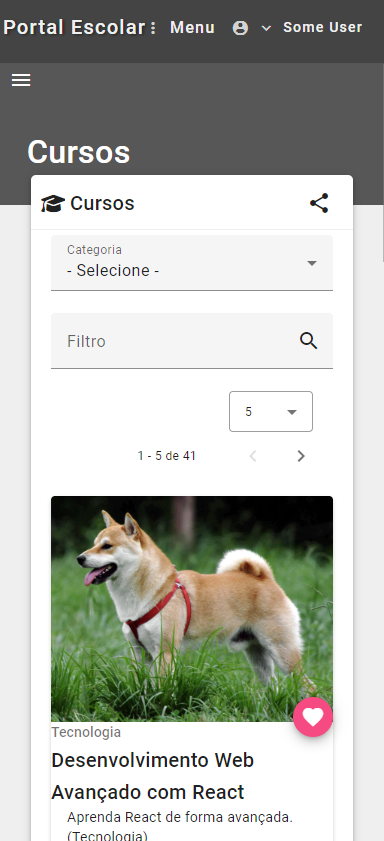 Portal Escolar Menu Some User
Cursos
Cursos
Categoria
- Selecione -
Filtro
5
1 - 5 de 41
Tecnologia
Desenvolvimento Web
Avançado com React
Aprenda React de forma avançada.
(Tecnologia)